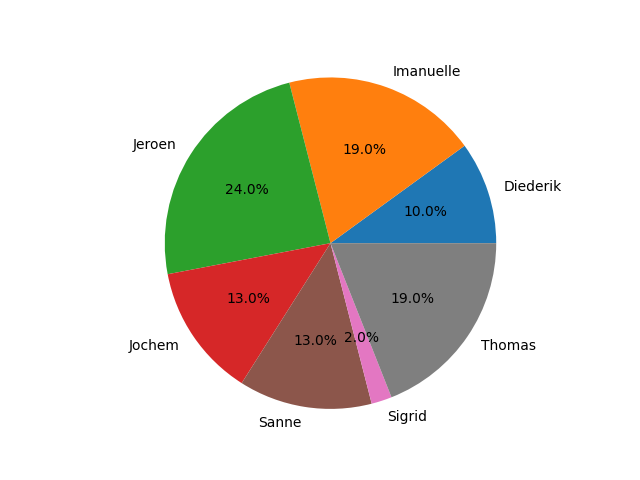 Imanuelle
Jeroen
19.0%
24.0%
Diederik
10.0%
13.0%
19.0%
Jochem
13.0%
2.0%
Thomas
Sanne
Sigrid